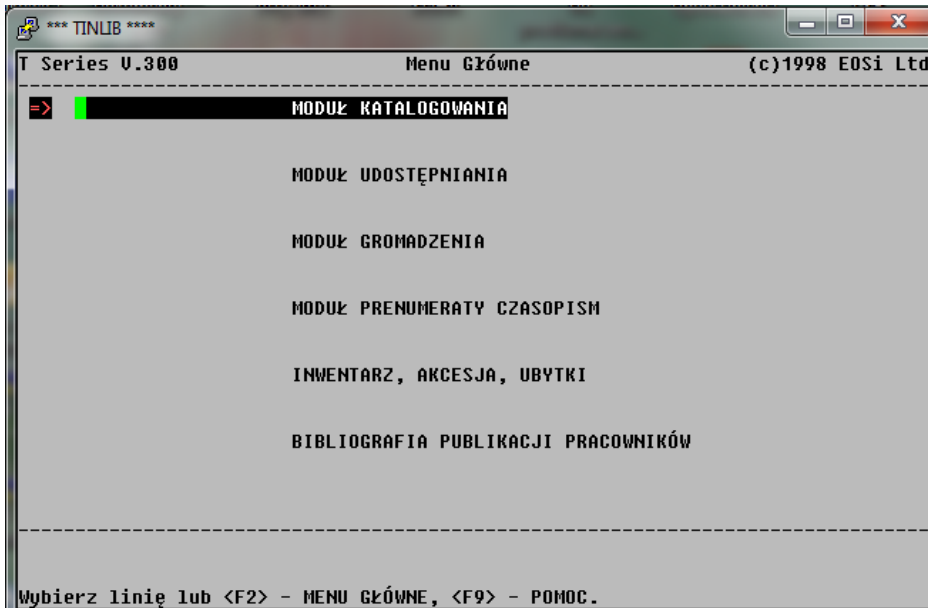 *** TINLIB ****
T Series V.300 Menu Główne (c)1998 EOSi Ltd
=> MODUŁ KATALOGOWANIA
MODUŁ UDOSTĘPNIANIA
MODUŁ GROMADZENIA
MODUŁ PRENUMERATY CZASOPISM
INWENTARZ, AKCESJA, UBYTKI
BIBLIOGRAFIA PUBLIKACJI PRACOWNIKÓW
Wybierz linię lub <F2> - MENU GŁÓWNE, <F9> - POMOC.